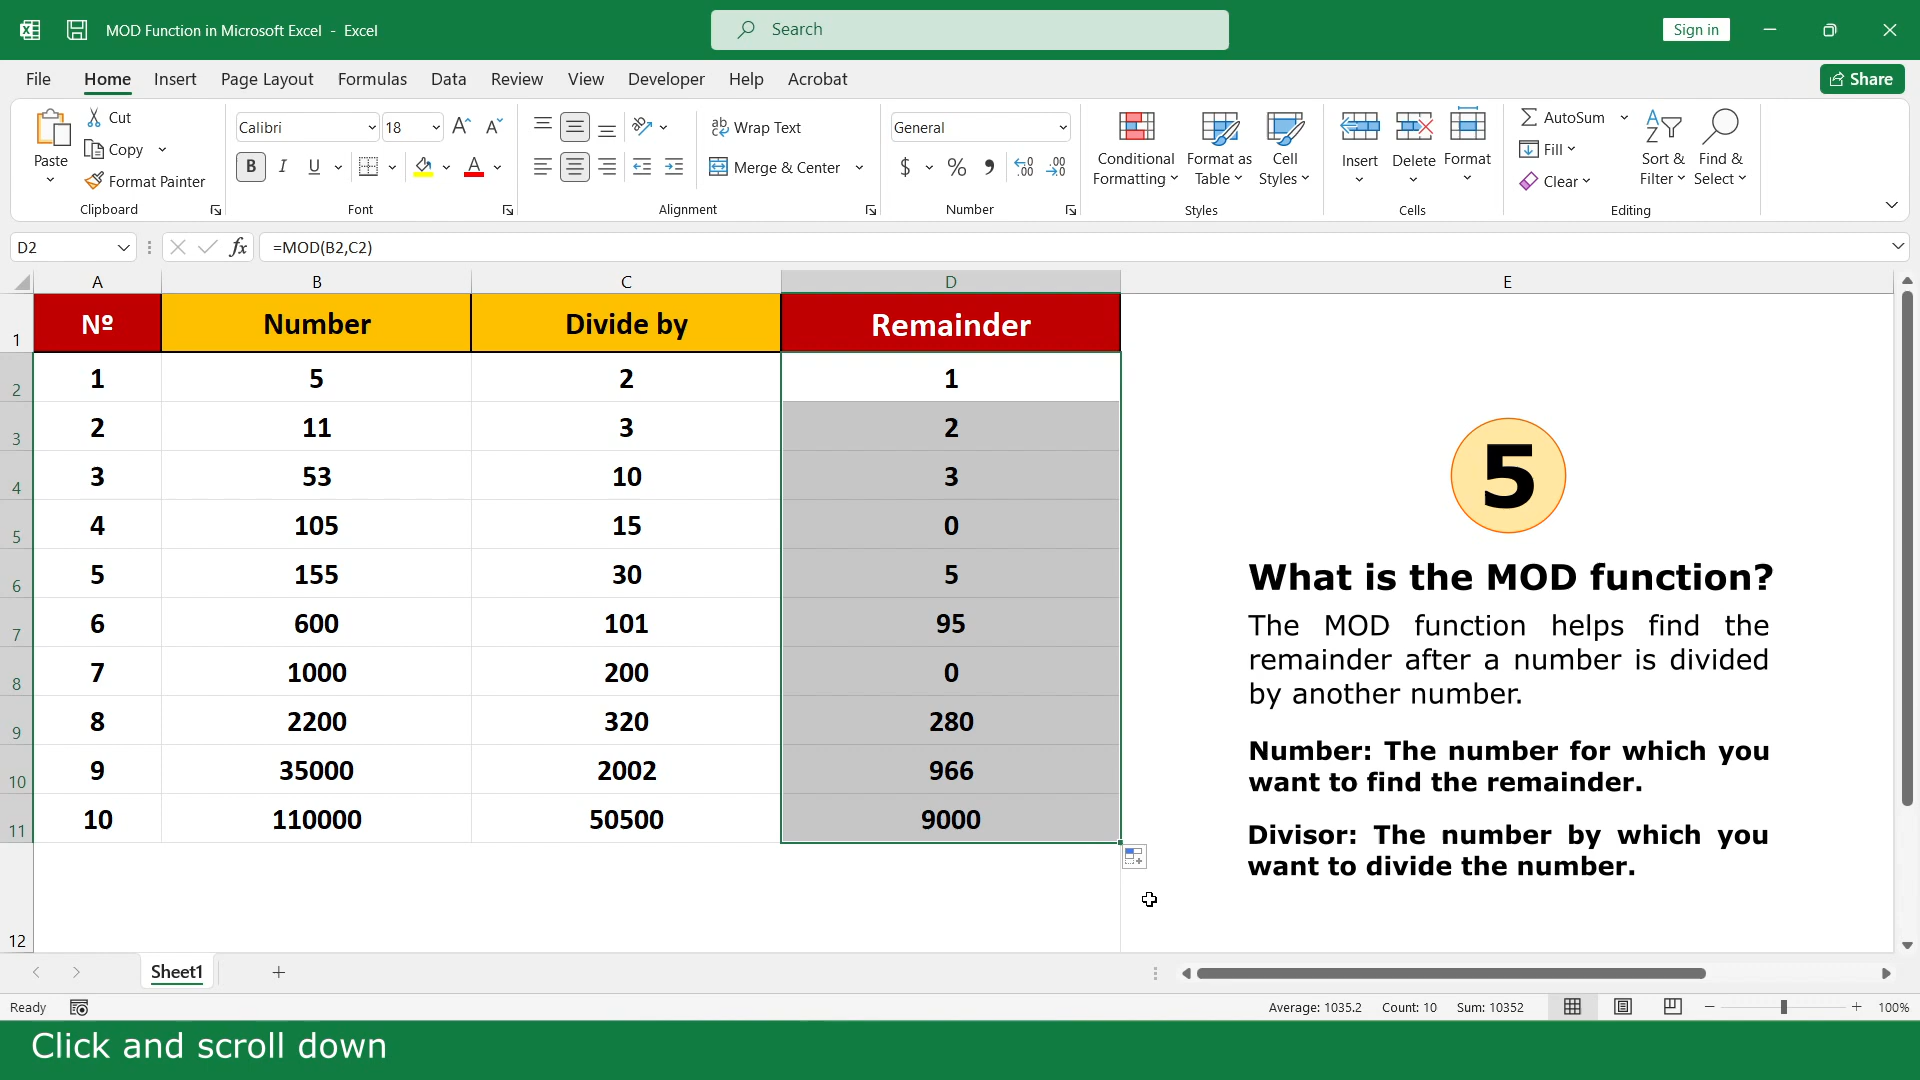 MOD Function in Microsoft Excel - Excel
Search
Sign in
File Home Insert Page Layout Formulas Data Review View Developer Help Acrobat
Share
Paste
Cut
Copy
Format Painter
Clipboard
Calibri 18
B I U
Font
Wrap Text
Merge & Center
Alignment
General
$ %
Number
Conditional Formatting
Format as Table
Cell Styles
Styles
Insert Delete Format
Cells
AutoSum
Fill
Clear
Sort & Filter
Find & Select
Editing
D2
fx
=MOD(B2,C2)
A B C D E
1 Nº Number Divide by Remainder
2 1 5 2 1
3 2 11 3 2
4 3 53 10 3
5 4 105 15 0
6 5 155 30 5
7 6 600 101 95
8 7 1000 200 0
9 8 2200 320 280
10 9 35000 2002 966
11 10 110000 50500 9000
12
5
What is the MOD function?
The MOD function helps find the
remainder after a number is divided
by another number.
Number: The number for which you
want to find the remainder.
Divisor: The number by which you
want to divide the number.
Sheet1
Ready
Average: 1035.2 Count: 10 Sum: 10352
100%
Click and scroll down